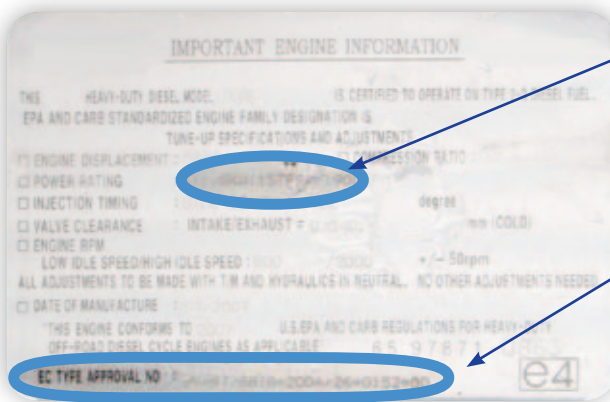 IMPORTANT ENGINE INFORMATION
THIS HEAVY-DUTY DIESEL MODEL IS CERTIFIED TO OPERATE ON TYPE DIESEL FUEL.
EPA AND CARB STANDARDIZED ENGINE FAMILY DESIGNATION IS
TUNE-UP SPECIFICATIONS AND ADJUSTMENTS
□ ENGINE DISPLACEMENT : □ COMPRESSION RATIO
□ POWER RATING
□ INJECTION TIMING : degree
□ VALVE CLEARANCE : INTAKE/EXHAUST = mm (COLD)
□ ENGINE RPM
LOW IDLE SPEED/HIGH IDLE SPEED : / +/- 50rpm
ALL ADJUSTMENTS TO BE MADE WITH T/M AND HYDRAULICS IN NEUTRAL. NO OTHER ADJUSTMENTS NEEDED.
□ DATE OF MANUFACTURE :
"THIS ENGINE CONFORMS TO U.S.EPA AND CARB REGULATIONS FOR HEAVY-DUTY
OFF-ROAD DIESEL CYCLE ENGINES AS APPLICABLE" 65.97871
EC TYPE APPROVAL NO : e4